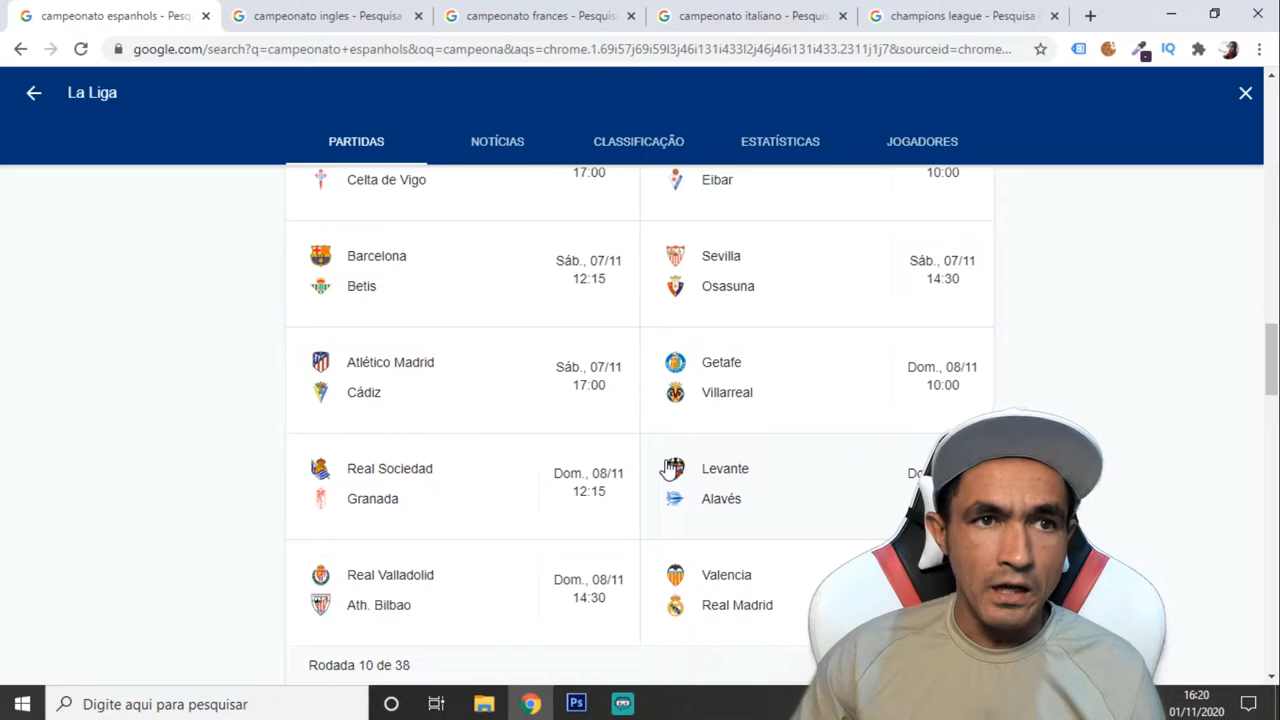 campeonato espanhols - Pesq
campeonato ingles - Pesquisa
campeonato frances - Pesquis
campeonato italiano - Pesquis
champions league - Pesquisa
google.com/search?q=campeonato+espanhols&oq=campeona&aqs=chrome.1.69i57j69i59l3j46i131i433l2j46j46i131i433.2311j1j7&sourceid=chrome...
IQ
La Liga
PARTIDAS
NOTÍCIAS
CLASSIFICAÇÃO
ESTATÍSTICAS
JOGADORES
17:00
Celta de Vigo
10:00
Eibar
Barcelona
Betis
Sáb., 07/11
12:15
Sevilla
Osasuna
Sáb., 07/11
14:30
Atlético Madrid
Cádiz
Sáb., 07/11
17:00
Getafe
Villarreal
Dom., 08/11
10:00
Real Sociedad
Granada
Dom., 08/11
12:15
Levante
Alavés
Real Valladolid
Ath. Bilbao
Dom., 08/11
14:30
Valencia
Real Madrid
Rodada 10 de 38
Digite aqui para pesquisar
Ps
16:20
01/11/2020